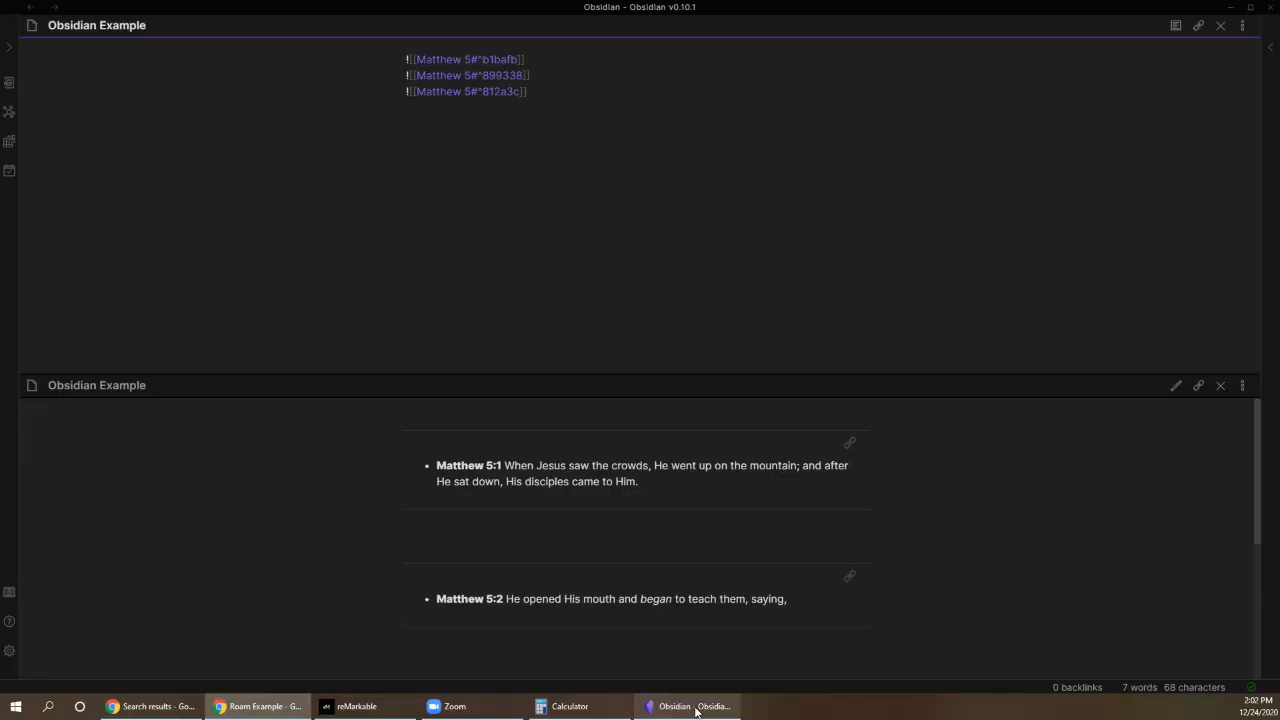 Obsidian - Obsidian v0.10.1
Obsidian Example
![[Matthew 5#^b1bafb]]
![[Matthew 5#^899338]]
![[Matthew 5#^812a3c]]
Obsidian Example
Matthew 5:1 When Jesus saw the crowds, He went up on the mountain; and after
He sat down, His disciples came to Him.
Matthew 5:2 He opened His mouth and began to teach them, saying,
0 backlinks 7 words 68 characters
Search results - Go... Roam Example - G... reMarkable Zoom Calculator Obsidian - Obsidia... 2:02 PM
12/24/2020